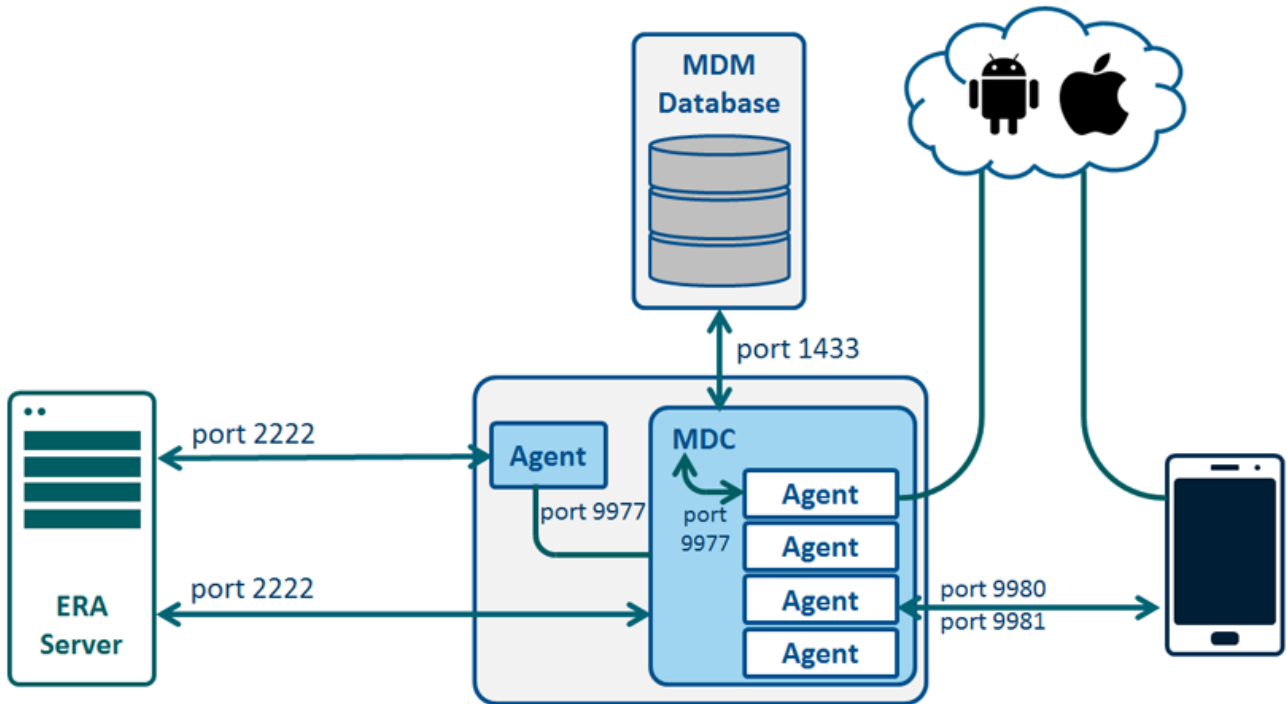 MDM
Database
port 1433
port 2222
Agent
MDC
port 9977
port
9977
Agent
Agent
Agent
Agent
port 2222
port 9980
port 9981
ERA
Server